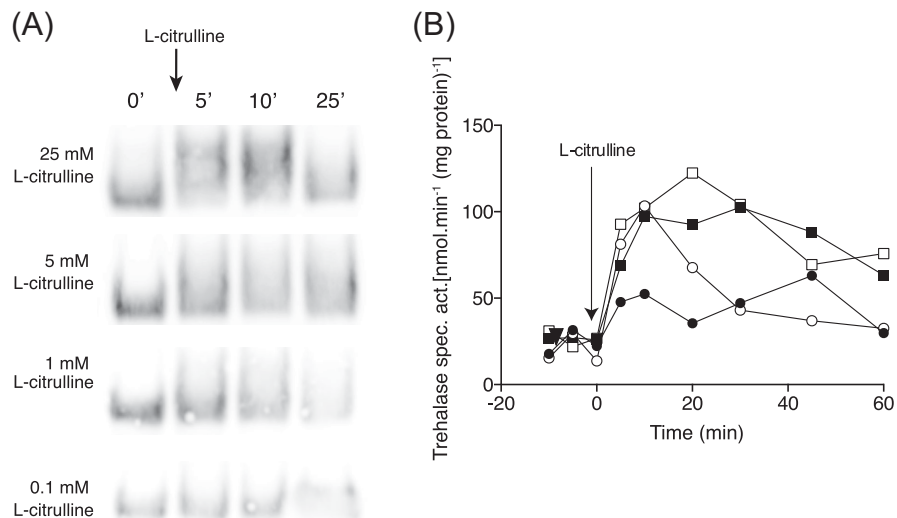 (A)
L-citrulline
0’ 5’ 10’ 25’
25 mM
L-citrulline
5 mM
L-citrulline
1 mM
L-citrulline
0.1 mM
L-citrulline
(B)
Trehalase spec. act.[nmol.min⁻¹ (mg protein)⁻¹]
150
100
50
0
L-citrulline
-20 0 20 40 60
Time (min)